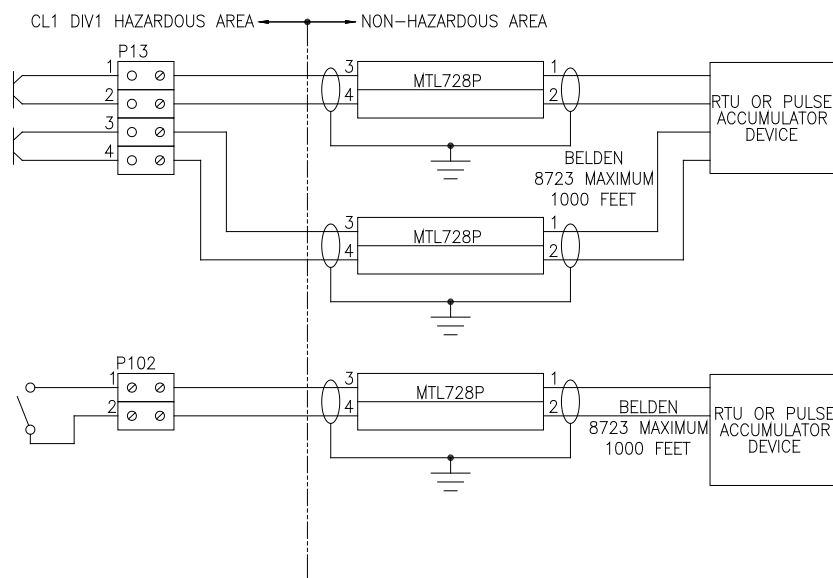 CL1 DIV1 HAZARDOUS AREA
NON-HAZARDOUS AREA
P13
1
2
3
4
3
4
MTL728P
1
2
RTU OR PULSE
ACCUMULATOR
DEVICE
BELDEN
8723 MAXIMUM
1000 FEET
3
4
MTL728P
1
2
P102
1
2
3
4
MTL728P
1
2
BELDEN
8723 MAXIMUM
1000 FEET
RTU OR PULSE
ACCUMULATOR
DEVICE